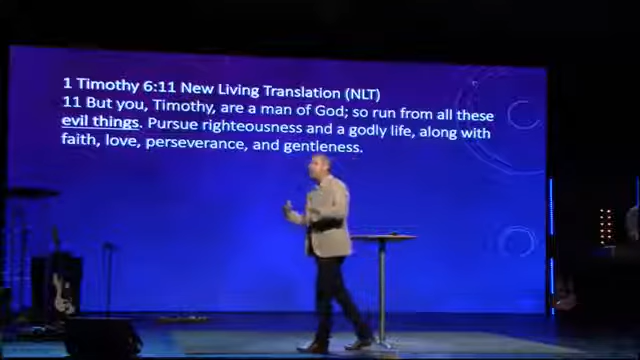 1 Timothy 6:11 New Living Translation (NLT)
11 But you, Timothy, are a man of God; so run from all these
evil things. Pursue righteousness and a godly life, along with
faith, love, perseverance, and gentleness.